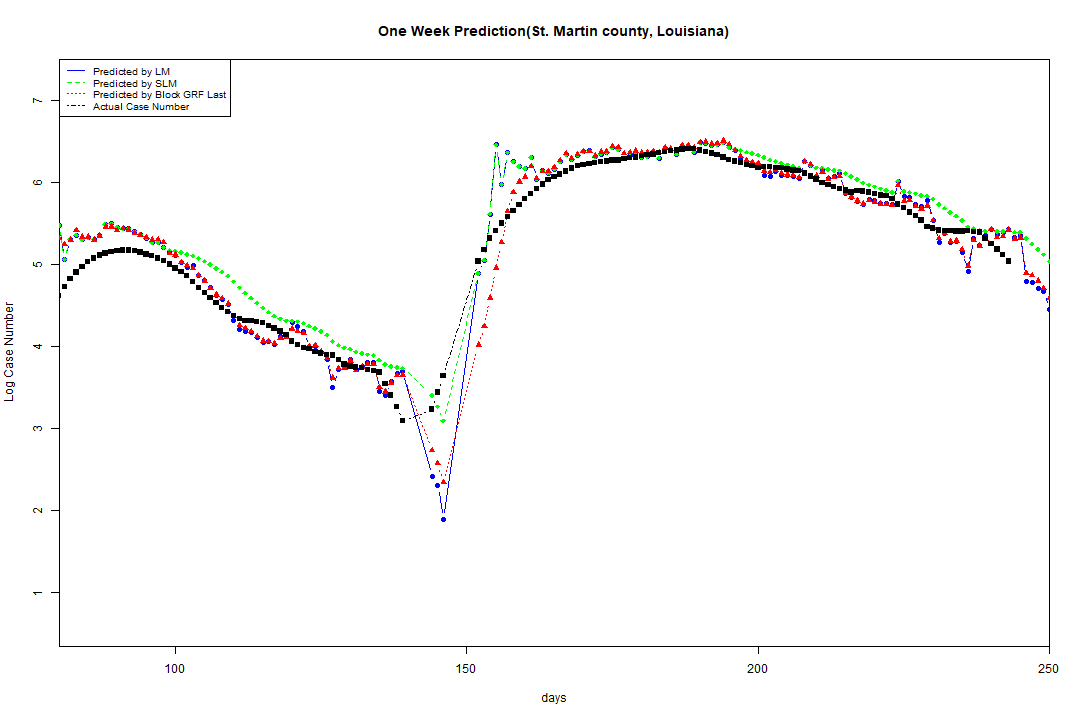 One Week Prediction(St. Martin county, Louisiana)
Predicted by LM
Predicted by SLM
Predicted by Block GRF Last
Actual Case Number
7
6
5
4
3
2
1
Log Case Number
100 150 200 250
days